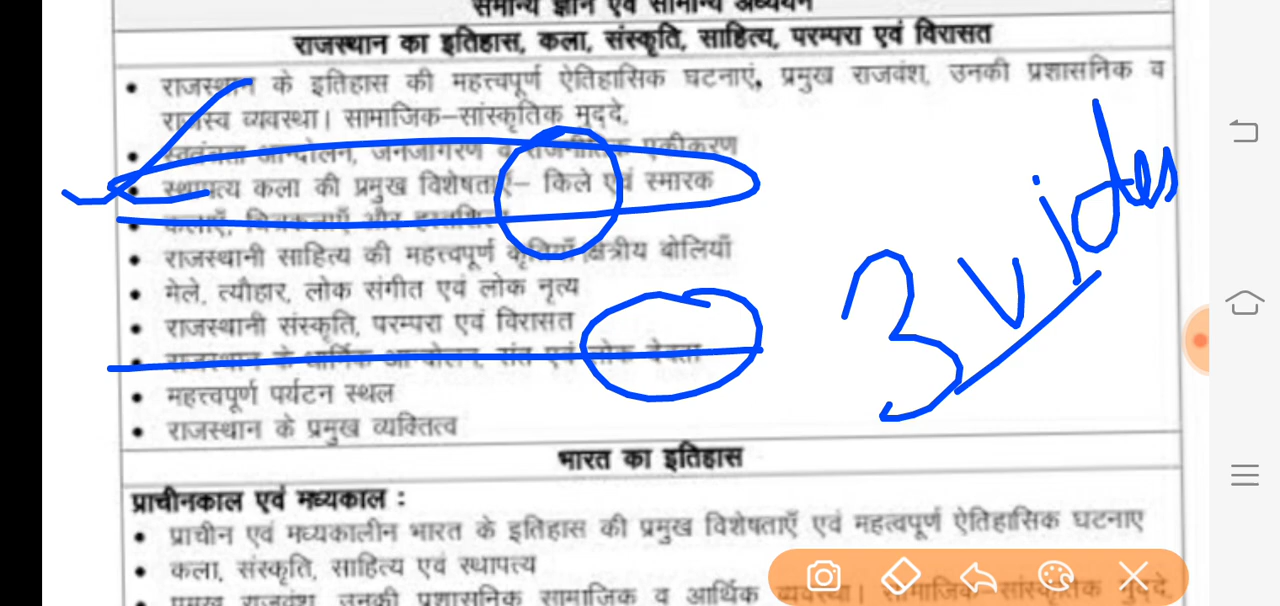 सामान्य ज्ञान एवं सामान्य अध्ययन
राजस्थान का इतिहास, कला, संस्कृति, साहित्य, परम्परा एवं विरासत
• राजस्थान के इतिहास की महत्त्वपूर्ण ऐतिहासिक घटनाएं, प्रमुख राजवंश, उनकी प्रशासनिक व
राजस्व व्यवस्था। सामाजिक–सांस्कृतिक मुद्दे.
• स्वतंत्रता आन्दोलन, जनजागरण व राजनीतिक एकीकरण
• स्थापत्य कला की प्रमुख विशेषताएँ– किले एवं स्मारक
• कलाएँ, चित्रकलाएँ और हस्तशिल्प
• राजस्थानी साहित्य की महत्त्वपूर्ण कृतियाँ क्षेत्रीय बोलियाँ
• मेले, त्यौहार, लोक संगीत एवं लोक नृत्य
• राजस्थानी संस्कृति, परम्परा एवं विरासत
• राजस्थान के धार्मिक आन्दोलन, संत एवं लोक देवता
• महत्त्वपूर्ण पर्यटन स्थल
• राजस्थान के प्रमुख व्यक्तित्व
3 vides
भारत का इतिहास
प्राचीनकाल एवं मध्यकाल :
• प्राचीन एवं मध्यकालीन भारत के इतिहास की प्रमुख विशेषताएँ एवं महत्वपूर्ण ऐतिहासिक घटनाए
• कला, संस्कृति, साहित्य एवं स्थापत्य
• प्रमुख राजवंश, उनकी प्रशासनिक सामाजिक व आर्थिक व्यवस्था। सामाजिक सांस्कृतिक मुद्दे,